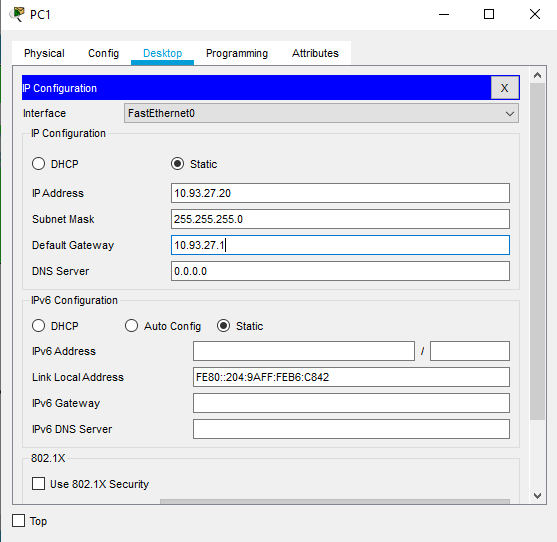 PC1
Physical Config Desktop Programming Attributes
IP Configuration X
Interface FastEthernet0
IP Configuration
DHCP Static
IP Address 10.93.27.20
Subnet Mask 255.255.255.0
Default Gateway 10.93.27.1
DNS Server 0.0.0.0
IPv6 Configuration
DHCP Auto Config Static
IPv6 Address /
Link Local Address FE80::204:9AFF:FEB6:C842
IPv6 Gateway
IPv6 DNS Server
802.1X
Use 802.1X Security
Top